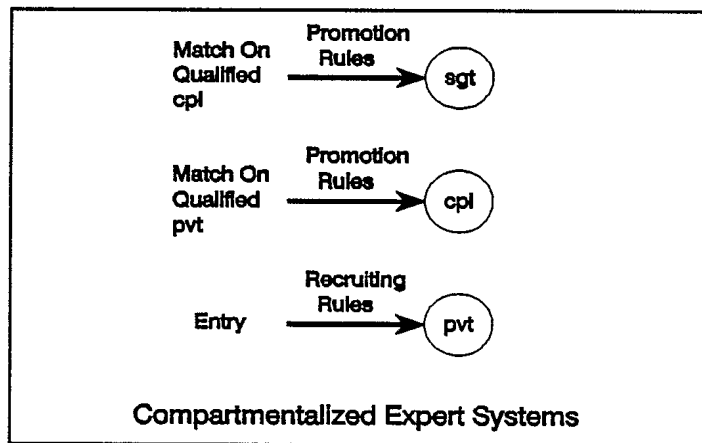 Match On
Qualified
cpl
Promotion
Rules
sgt
Match On
Qualified
pvt
Promotion
Rules
cpl
Entry
Recruiting
Rules
pvt
Compartmentalized Expert Systems